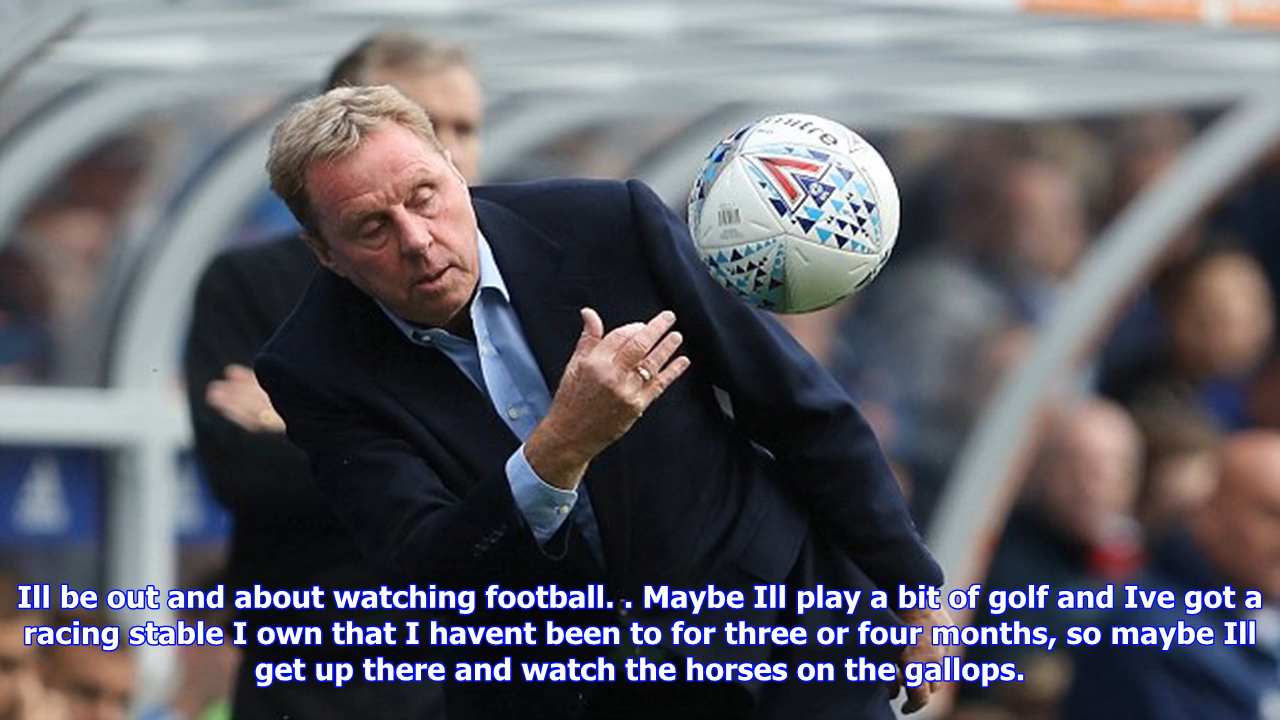 mitre
Ill be out and about watching football. . Maybe Ill play a bit of golf and Ive got a
racing stable I own that I havent been to for three or four months, so maybe Ill
get up there and watch the horses on the gallops.